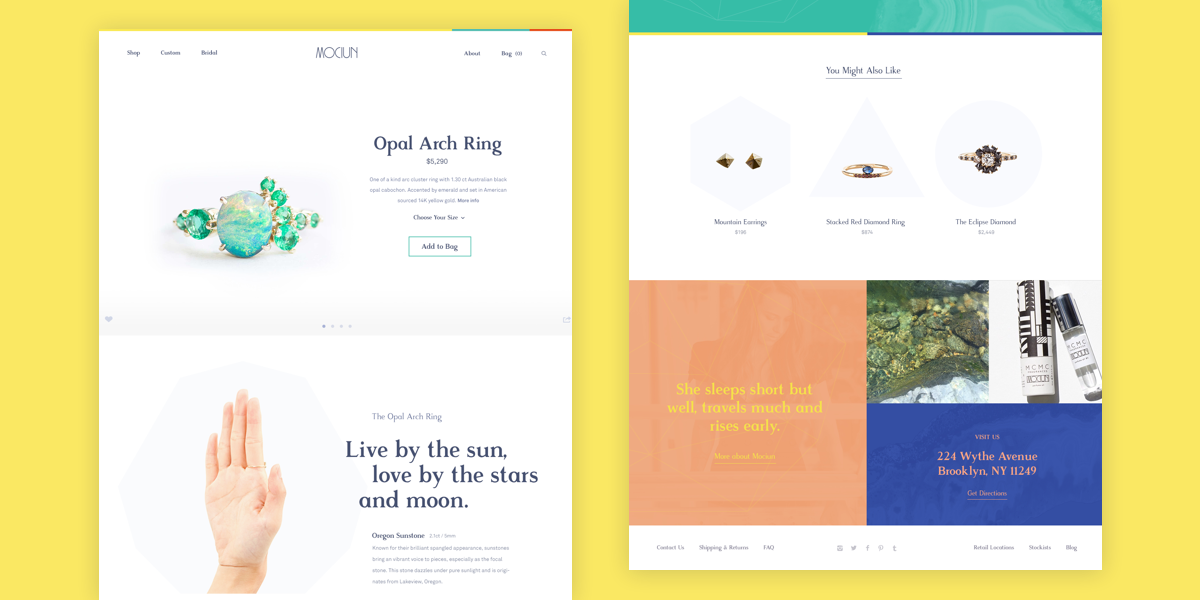 Shop
Custom
Bridal
MOCIUN
About
Bag (0)
Opal Arch Ring
$5,290
One of a kind arc cluster ring with 1.30 ct Australian black
opal cabochon. Accented by emerald and set in American
sourced 14K yellow gold. More info
Choose Your Size
Add to Bag
The Opal Arch Ring
Live by the sun,
love by the stars
and moon.
Oregon Sunstone 2.1ct / 5mm
Known for their brilliant spangled appearance, sunstones
bring an vibrant voice to pieces, especially as the focal
stone. This stone dazzles under pure sunlight and is origi-
nates from Lakeview, Oregon.
You Might Also Like
Mountain Earrings
$198
Stacked Red Diamond Ring
$874
The Eclipse Diamond
$2,448
She sleeps short but
well, travels much and
rises early.
More about Mociun
MCMC
MOCIUN
MCMC
MOCIUN
VISIT US
224 Wythe Avenue
Brooklyn, NY 11249
Get Directions
Contact Us
Shipping & Returns
FAQ
Retail Locations
Stockists
Blog